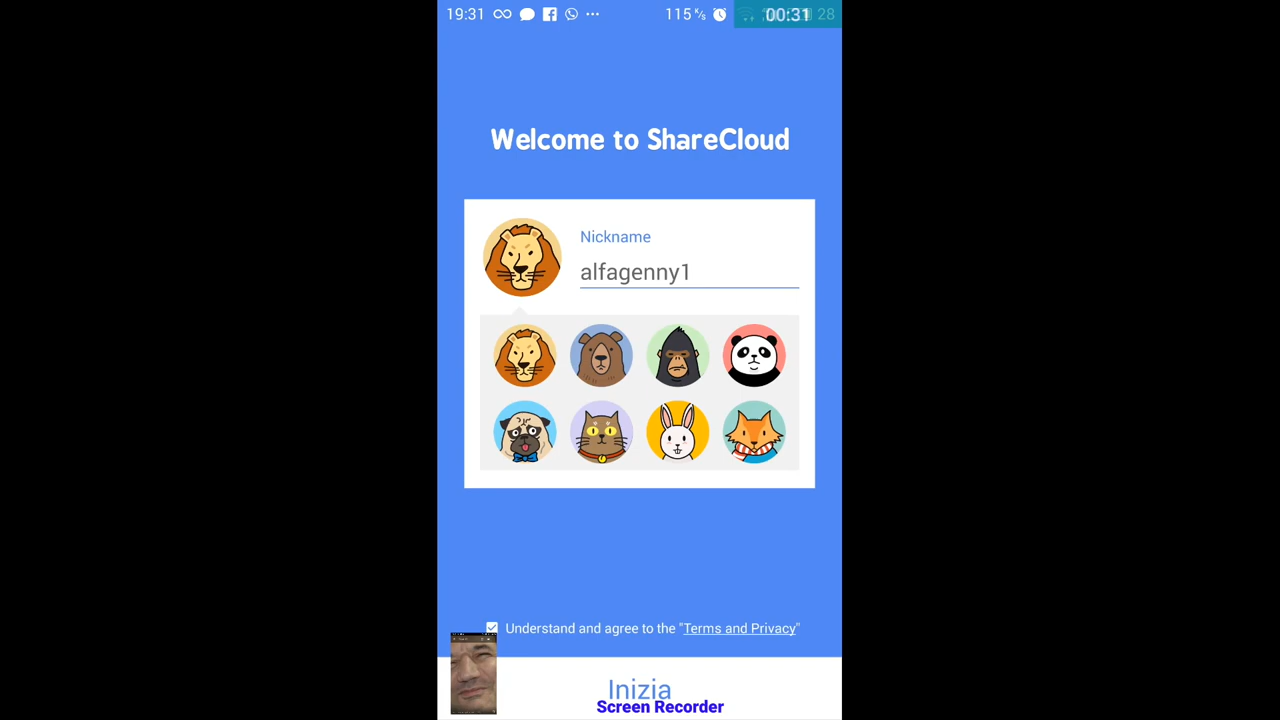 19:31 115 K/s 00:31 28
Welcome to ShareCloud
Nickname
alfagenny1
Understand and agree to the "Terms and Privacy"
Inizia
Screen Recorder